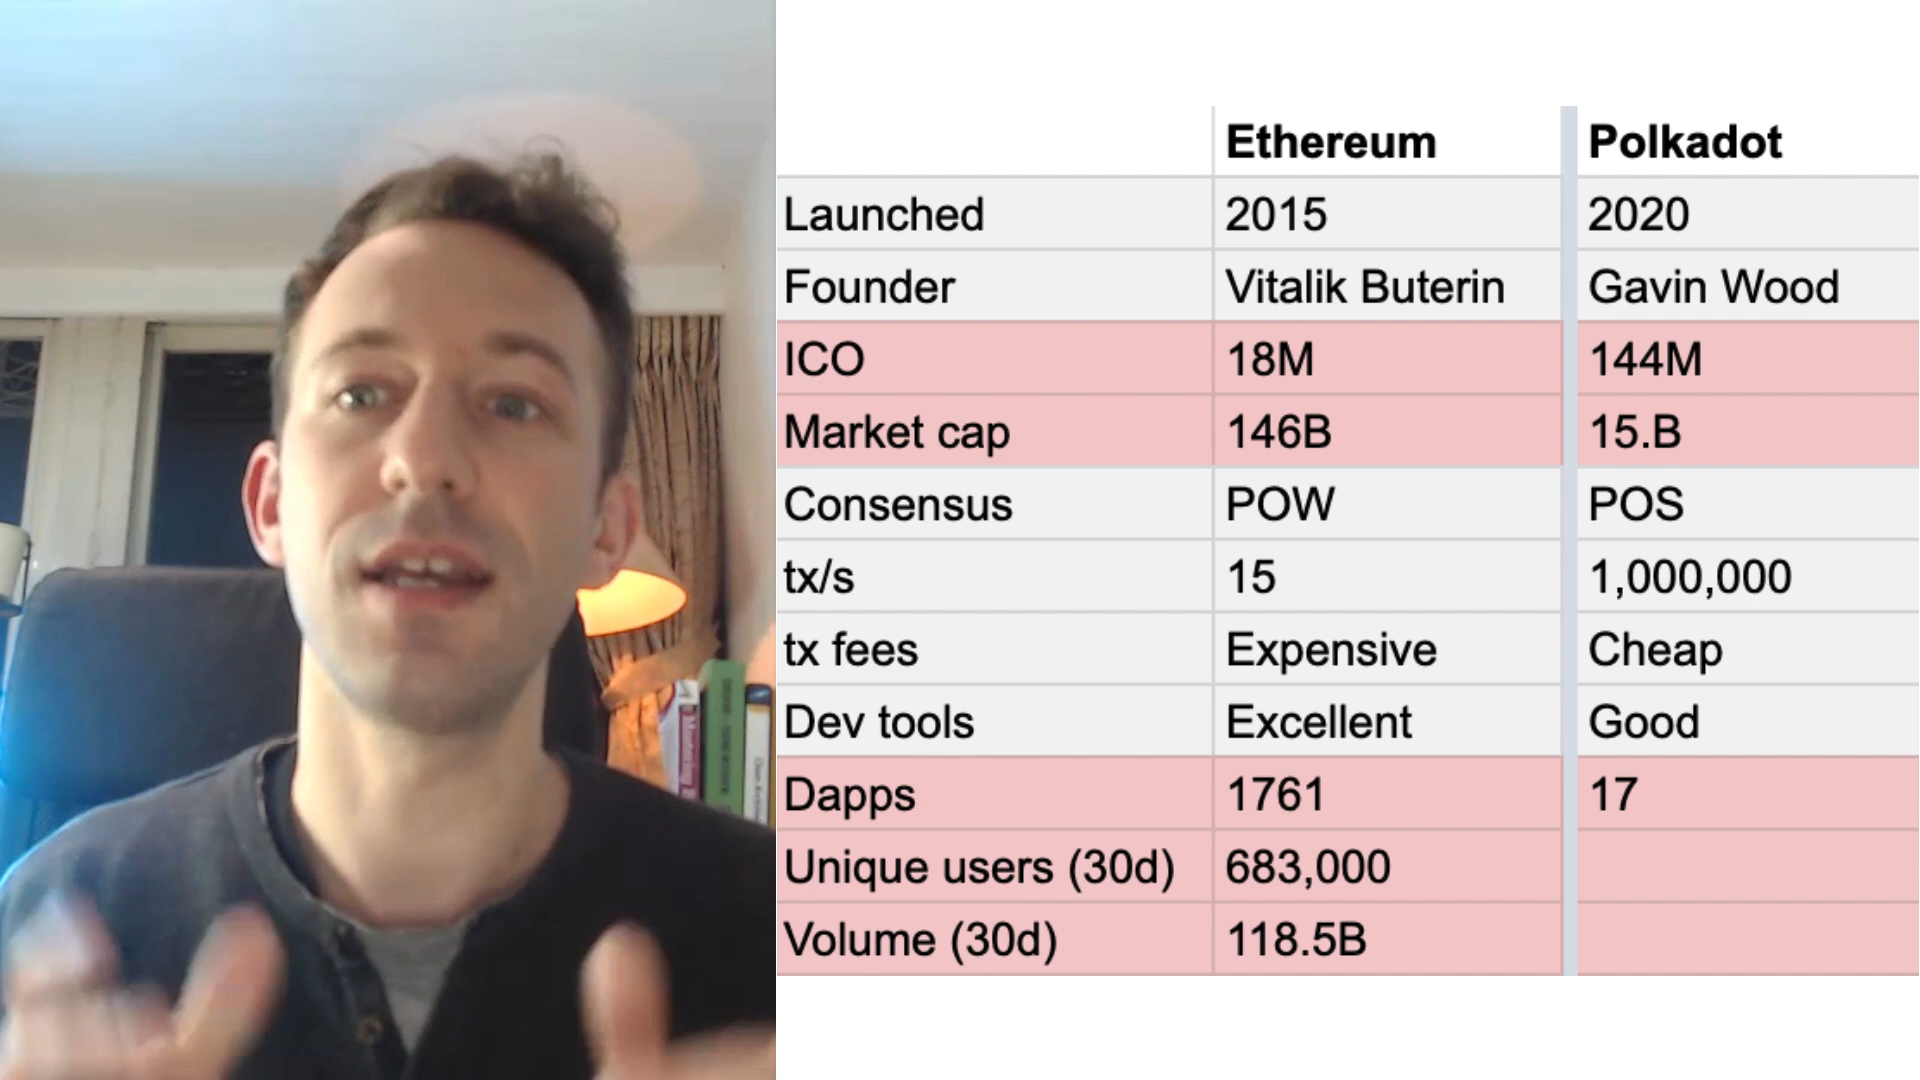 Ethereum Polkadot
Launched 2015 2020
Founder Vitalik Buterin Gavin Wood
ICO 18M 144M
Market cap 146B 15.B
Consensus POW POS
tx/s 15 1,000,000
tx fees Expensive Cheap
Dev tools Excellent Good
Dapps 1761 17
Unique users (30d) 683,000
Volume (30d) 118.5B